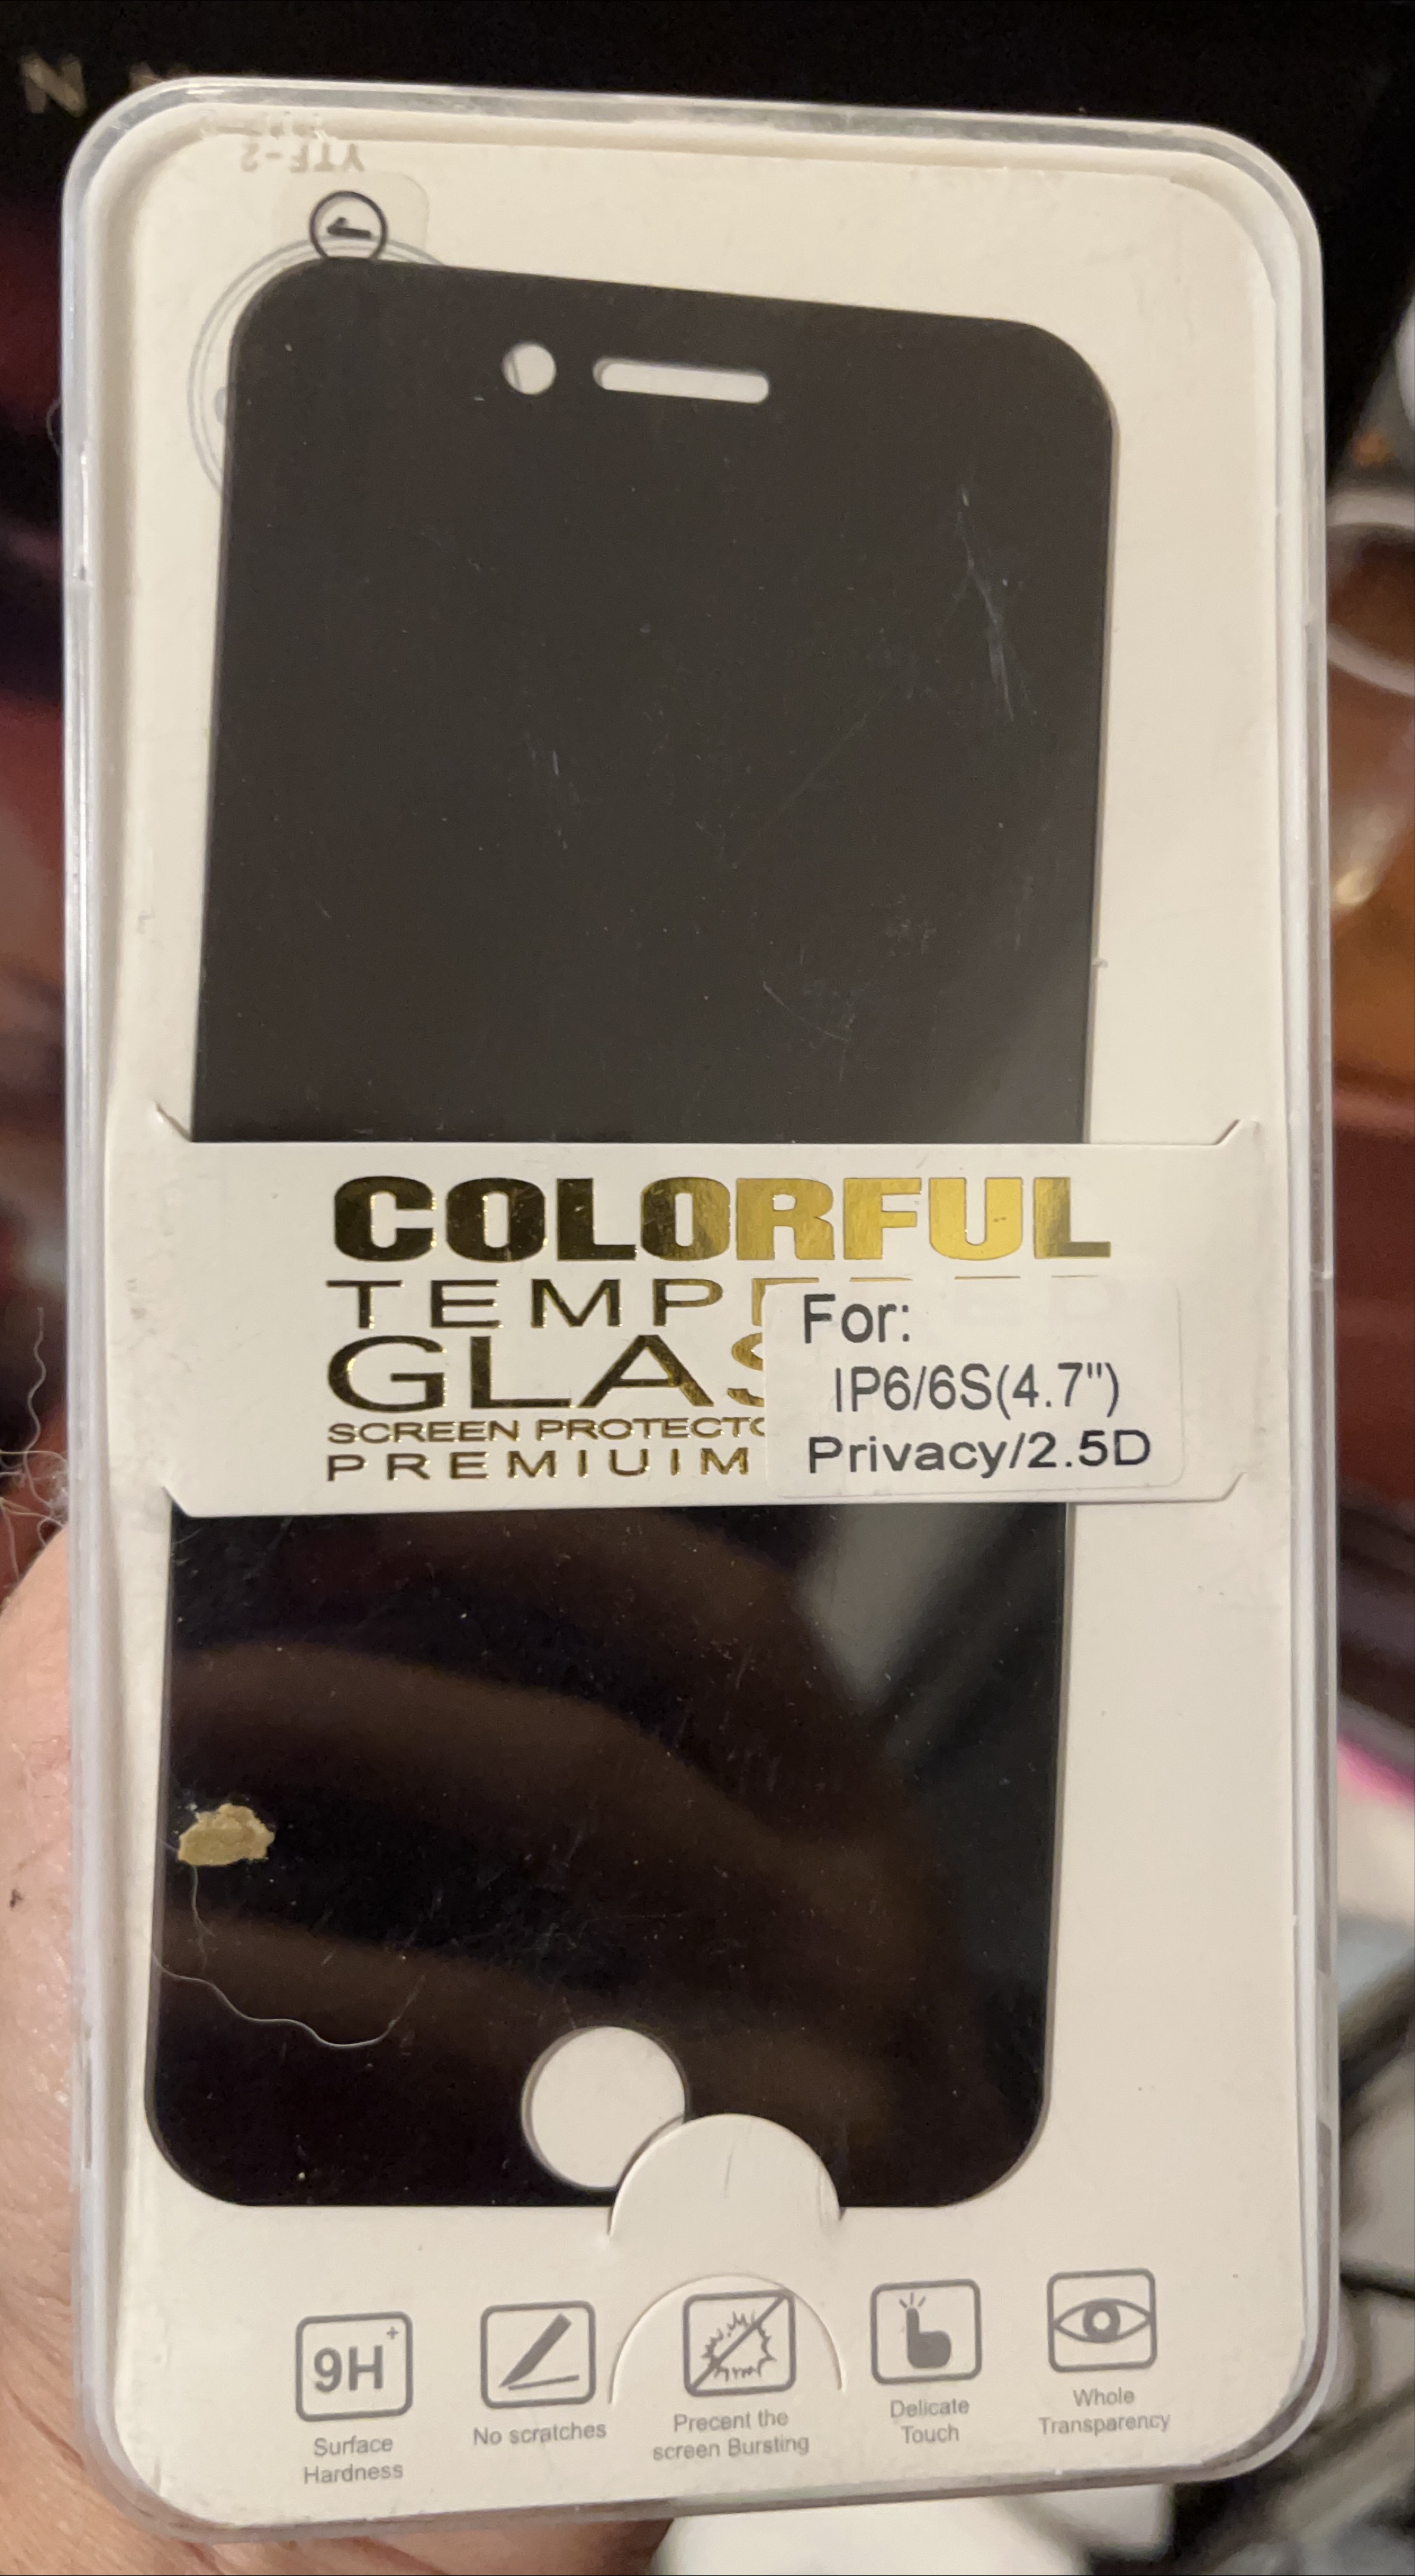 YTF-2
COLORFUL
TEMP
GLAS
SCREEN PROTECTO
PREMIUIM
For:
IP6/6S(4.7")
Privacy/2.5D
9H+
Surface
Hardness
No scratches
Precent the
screen Bursting
Delicate
Touch
Whole
Transparency